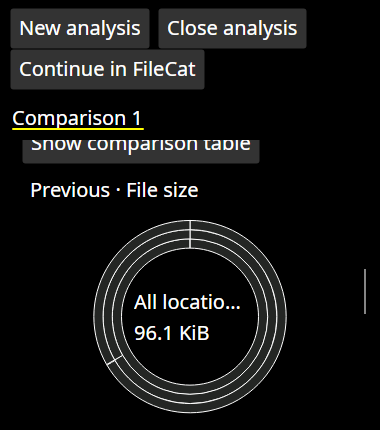 New analysis
Close analysis
Continue in FileCat
Comparison 1
Show comparison table
Previous · File size
All locatio...
96.1 KiB